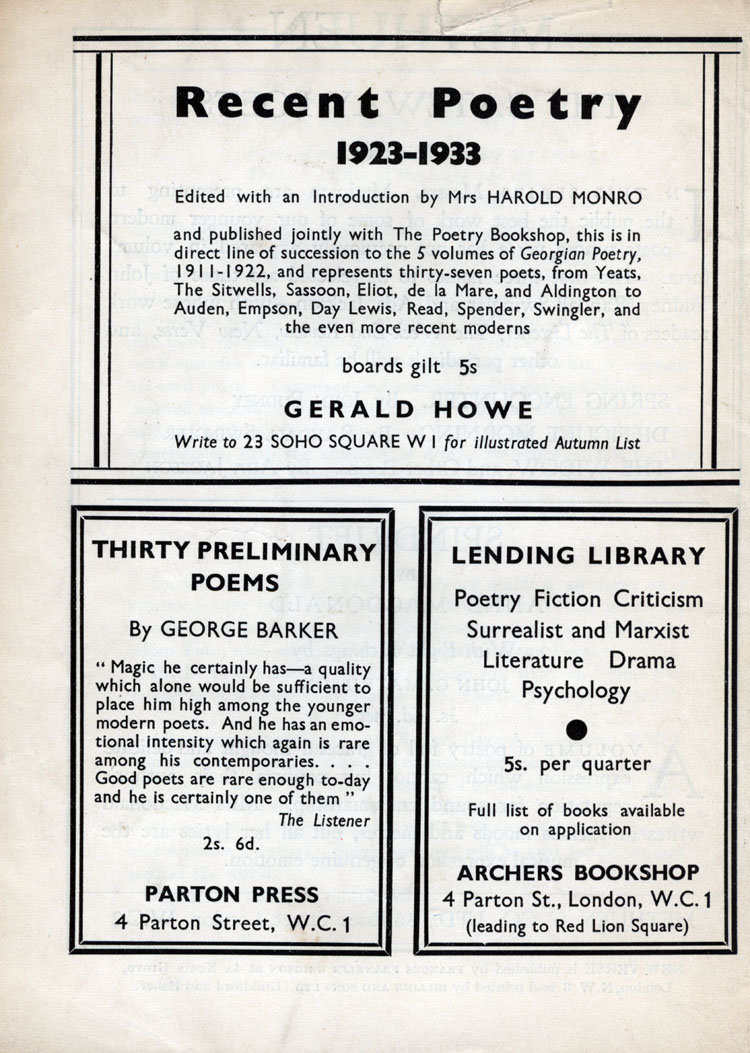 Recent Poetry
1923-1933
Edited with an Introduction by Mrs HAROLD MONRO
and published jointly with The Poetry Bookshop, this is in
direct line of succession to the 5 volumes of Georgian Poetry,
1911-1922, and represents thirty-seven poets, from Yeats,
The Sitwells, Sassoon, Eliot, de la Mare, and Aldington to
Auden, Empson, Day Lewis, Read, Spender, Swingler, and
the even more recent moderns
boards gilt 5s
GERALD HOWE
Write to 23 SOHO SQUARE W1 for illustrated Autumn List
THIRTY PRELIMINARY
POEMS
By GEORGE BARKER
“ Magic he certainly has—a quality
which alone would be sufficient to
place him high among the younger
modern poets. And he has an emo-
tional intensity which again is rare
among his contemporaries. . . . .
Good poets are rare enough to-day
and he is certainly one of them ”
The Listener
2s. 6d.
PARTON PRESS
4 Parton Street, W.C. 1
LENDING LIBRARY
Poetry Fiction Criticism
Surrealist and Marxist
Literature Drama
Psychology
5s. per quarter
Full list of books available
on application
ARCHERS BOOKSHOP
4 Parton St., London, W.C. 1
(leading to Red Lion Square)